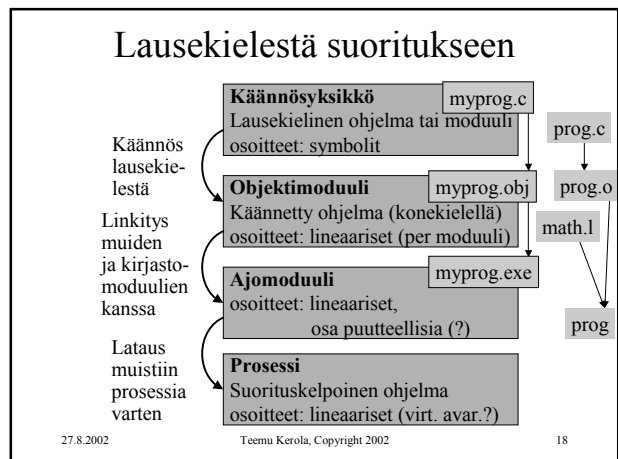 Lausekielestä suoritukseen
Käännösyksikkö
myprog.c
Lausekielinen ohjelma tai moduuli
osoitteet: symbolit
prog.c
Käännös
lausekie-
lestä
Objektimoduuli
myprog.obj
Käännetty ohjelma (konekielellä)
osoitteet: lineaariset (per moduuli)
prog.o
math.l
Linkitys
muiden
ja kirjasto-
moduulien
kanssa
Ajomoduuli
myprog.exe
osoitteet: lineaariset,
osa puutteellisia (?)
prog
Lataus
muistiin
prosessia
varten
Prosessi
Suorituskelpoinen ohjelma
osoitteet: lineaariset (virt. avar.?)
27.8.2002
Teemu Kerola, Copyright 2002
18